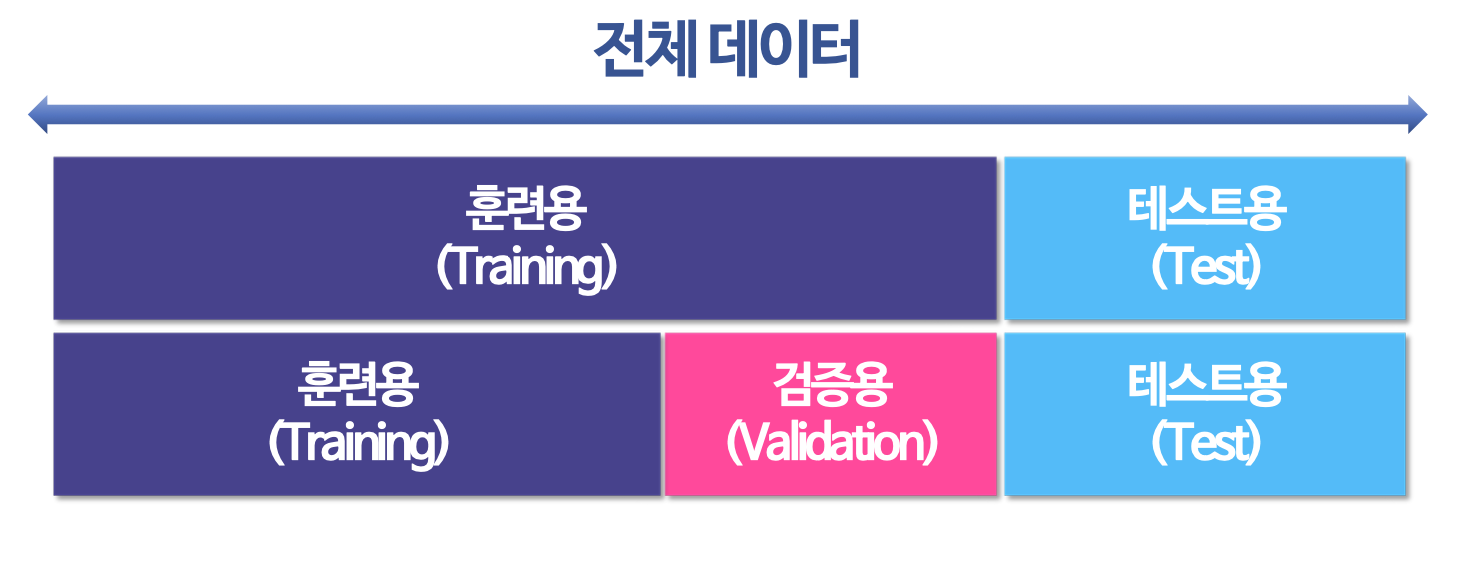 전체 데이터
훈련용
(Training)
테스트용
(Test)
훈련용
(Training)
검증용
(Validation)
테스트용
(Test)